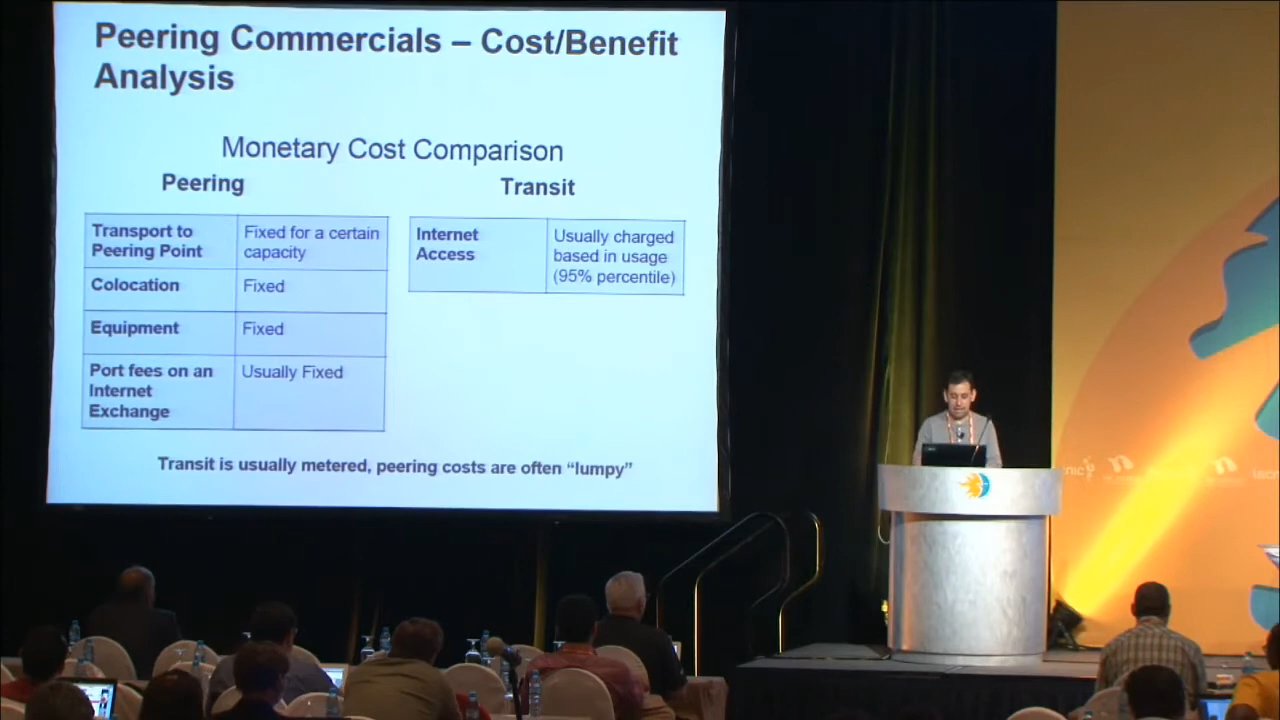 Peering Commercials – Cost/Benefit
Analysis
Monetary Cost Comparison
Peering
Transport to
Peering Point
Fixed for a certain
capacity
Colocation
Fixed
Equipment
Fixed
Port fees on an
Internet
Exchange
Usually Fixed
Transit
Internet
Access
Usually charged
based in usage
(95% percentile)
Transit is usually metered, peering costs are often “lumpy”